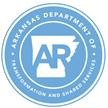 ARKANSAS DEPARTMENT OF
AR
TRANSFORMATION AND SHARED SERVICES